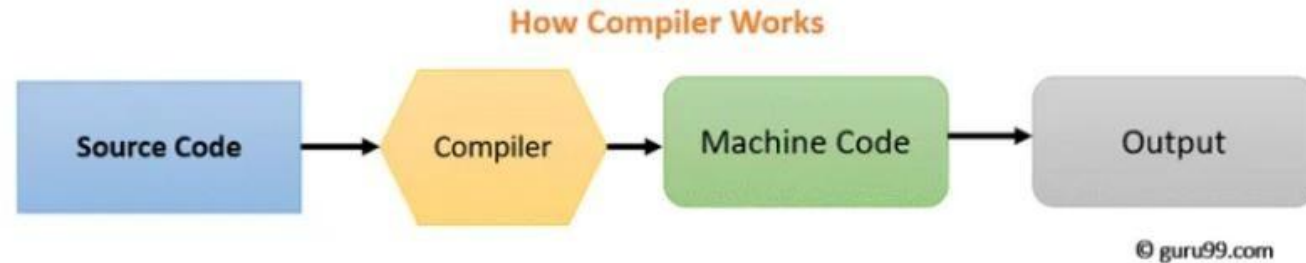 How Compiler Works
Source Code
Compiler
Machine Code
Output
© guru99.com